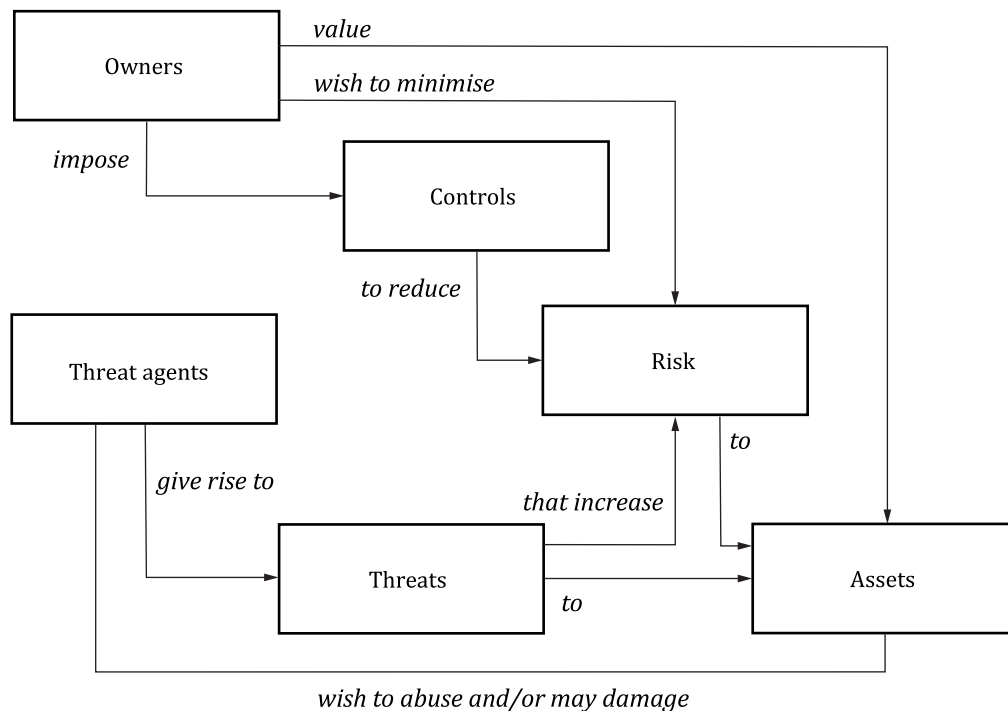 value
Owners
wish to minimise
impose
Controls
to reduce
Risk
Threat agents
to
give rise to
that increase
Threats
Assets
to
wish to abuse and/or may damage